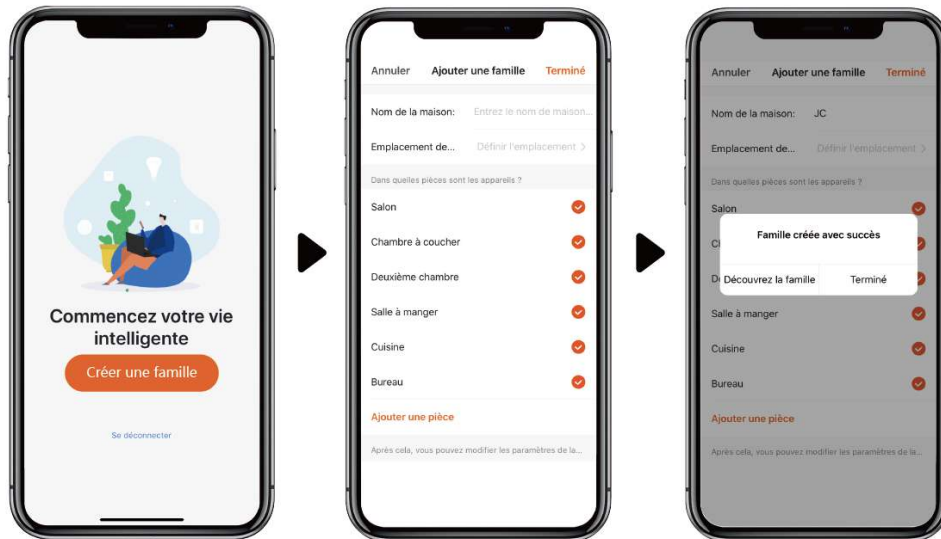 Commencez votre vie
intelligente
Créer une famille
Se déconnecter
Annuler Ajouter une famille Terminé
Nom de la maison: Entrez le nom de maison...
Emplacement de... Définir l'emplacement >
Dans quelles pièces sont les appareils ?
Salon
Chambre à coucher
Deuxième chambre
Salle à manger
Cuisine
Bureau
Ajouter une pièce
Après cela, vous pouvez modifier les paramètres de la...
Annuler Ajouter une famille Terminé
Nom de la maison: JC
Emplacement de... Définir l'emplacement >
Dans quelles pièces sont les appareils ?
Salon
Famille créée avec succès
Découvrez la famille Terminé
Salle à manger
Cuisine
Bureau
Ajouter une pièce
Après cela, vous pouvez modifier les paramètres de la...